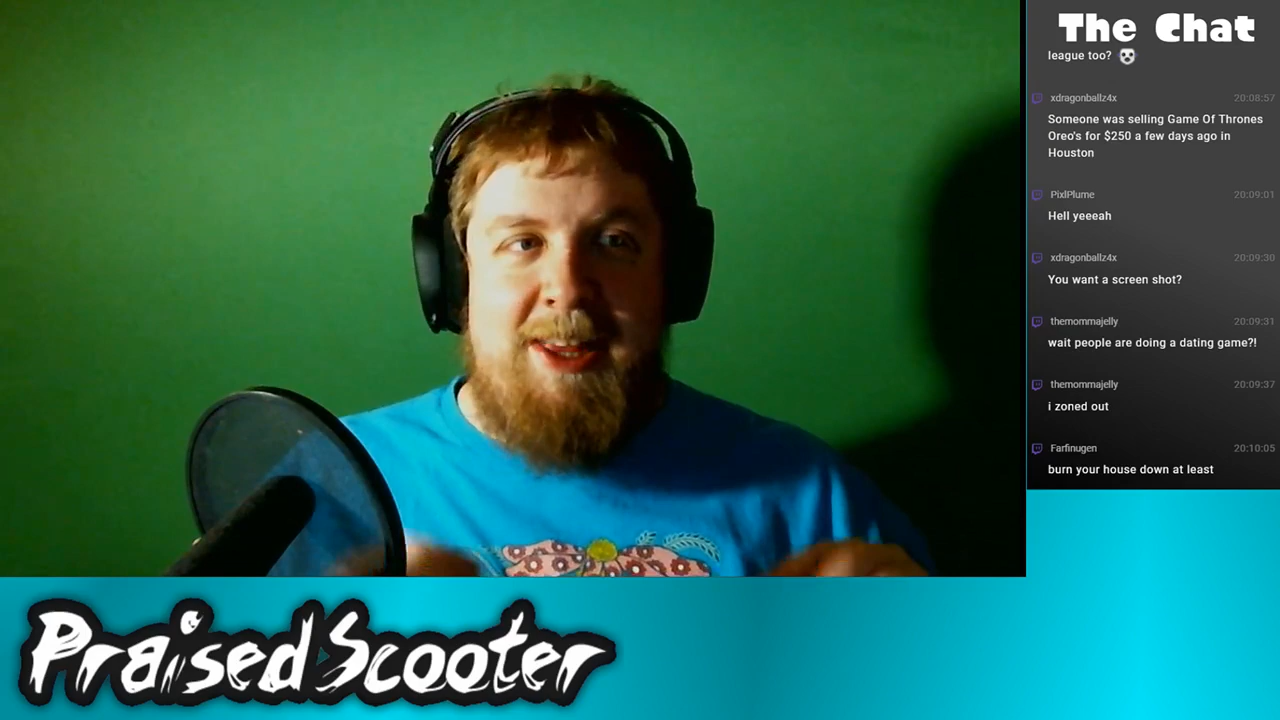 The Chat
league too?
xdragonballz4x 20:08:57
Someone was selling Game Of Thrones
Oreo's for $250 a few days ago in
Houston
PixlPlume 20:09:01
Hell yeeeah
xdragonballz4x 20:09:30
You want a screen shot?
themommajelly 20:09:31
wait people are doing a dating game?!
themommajelly 20:09:37
i zoned out
Farfinugen 20:10:05
burn your house down at least
PraisedScooter